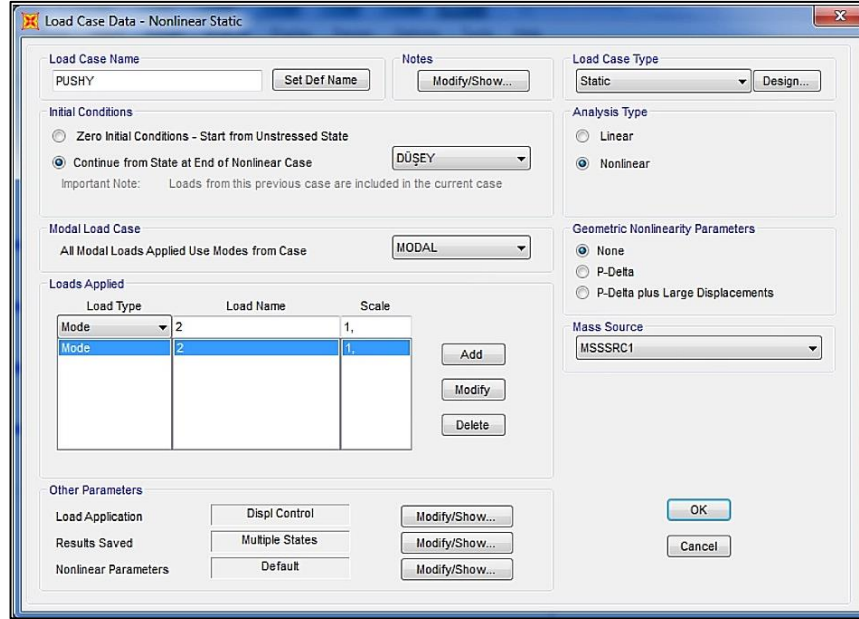 Load Case Data - Nonlinear Static
Load Case Name
PUSHY
Set Def Name
Notes
Modify/Show...
Load Case Type
Static
Design...
Initial Conditions
Zero Initial Conditions - Start from Unstressed State
Continue from State at End of Nonlinear Case
DÜŞEY
Important Note: Loads from this previous case are included in the current case
Analysis Type
Linear
Nonlinear
Modal Load Case
All Modal Loads Applied Use Modes from Case
MODAL
Geometric Nonlinearity Parameters
None
P-Delta
P-Delta plus Large Displacements
Loads Applied
Load Type Load Name Scale
Mode 2 1,
Mode 2 1,
Add
Modify
Delete
Mass Source
MSSSRC1
Other Parameters
Load Application Displ Control Modify/Show...
Results Saved Multiple States Modify/Show...
Nonlinear Parameters Default Modify/Show...
OK
Cancel